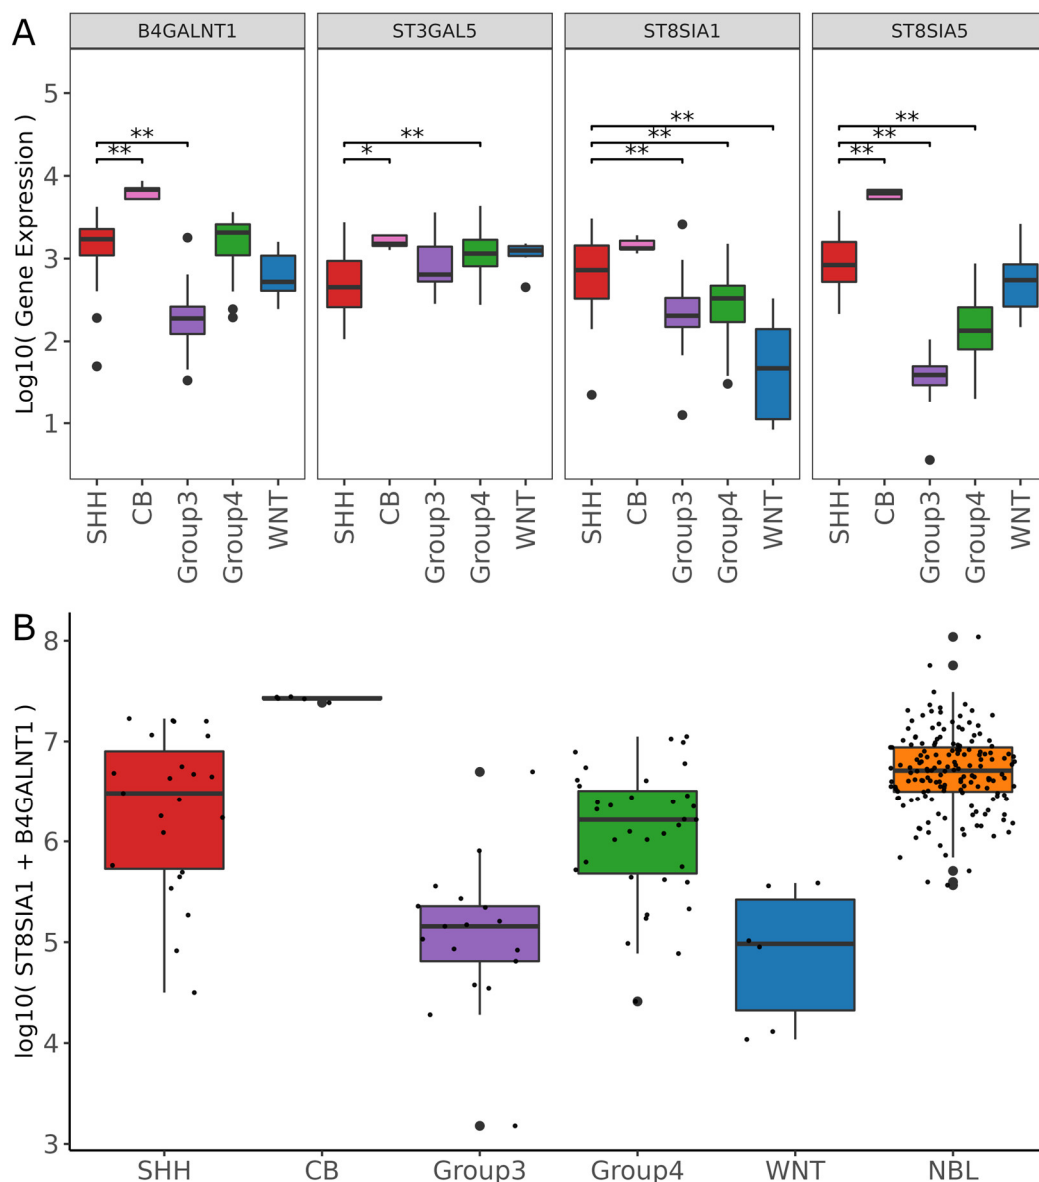 A
B4GALNT1 ST3GAL5 ST8SIA1 ST8SIA5
Log10( Gene Expression )
5
4
3
2
1
** **
* **
** ** **
** ** **
SHH CB Group3 Group4 WNT SHH CB Group3 Group4 WNT SHH CB Group3 Group4 WNT SHH CB Group3 Group4 WNT
B
log10( ST8SIA1 + B4GALNT1 )
8
7
6
5
4
3
SHH CB Group3 Group4 WNT NBL